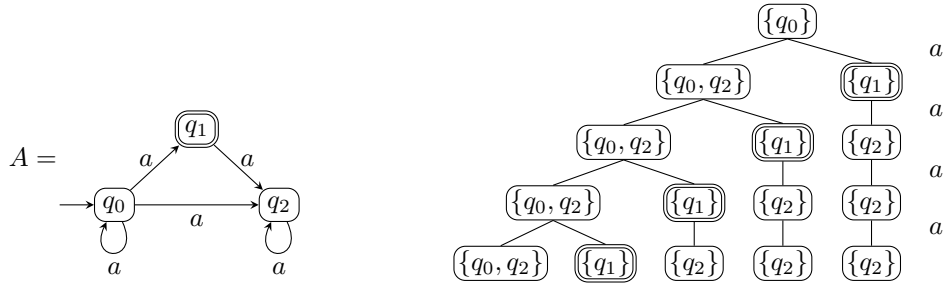 {q₀}
a
{q₀, q₂} {q₁}
a
{q₀, q₂} {q₁} {q₂}
a
{q₀, q₂} {q₁} {q₂} {q₂}
a
{q₀, q₂} {q₁} {q₂} {q₂} {q₂}
A =
q₁
a a
q₀ a q₂
a a